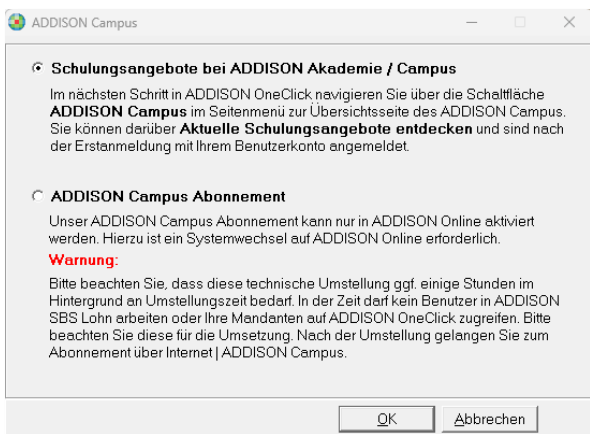 ADDISON Campus
Schulungsangebote bei ADDISON Akademie / Campus
Im nächsten Schritt in ADDISON OneClick navigieren Sie über die Schaltfläche
ADDISON Campus im Seitenmenü zur Übersichtsseite des ADDISON Campus.
Sie können darüber Aktuelle Schulungsangebote entdecken und sind nach
der Erstanmeldung mit Ihrem Benutzerkonto angemeldet.
ADDISON Campus Abonnement
Unser ADDISON Campus Abonnement kann nur in ADDISON Online aktiviert
werden. Hierzu ist ein Systemwechsel auf ADDISON Online erforderlich.
Warnung:
Bitte beachten Sie, dass diese technische Umstellung ggf. einige Stunden im
Hintergrund an Umstellungszeit bedarf. In der Zeit darf kein Benutzer in ADDISON
SBS Lohn arbeiten oder Ihre Mandanten auf ADDISON OneClick zugreifen. Bitte
beachten Sie diese für die Umsetzung. Nach der Umstellung gelangen Sie zum
Abonnement über Internet | ADDISON Campus.
OK Abbrechen